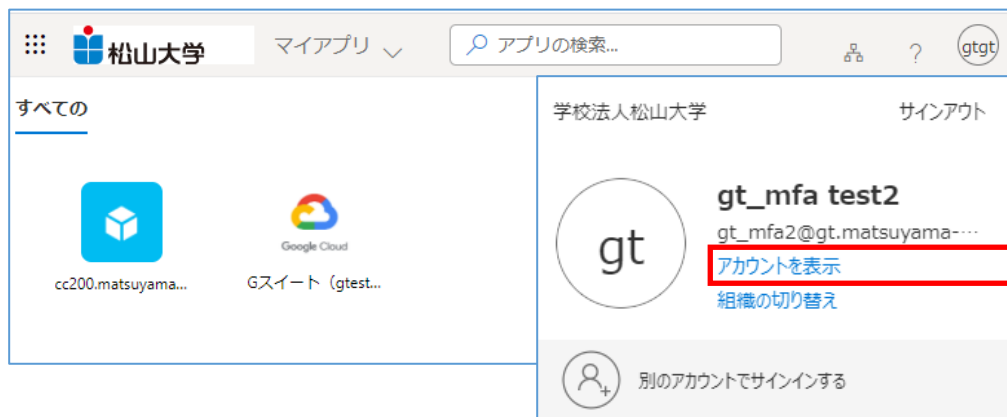 松山大学
マイアプリ
アプリの検索...
?
gtgt
すべての
cc200.matsuyama...
Google Cloud
Gスイート（gtest...
学校法人松山大学
サインアウト
gt
gt_mfa test2
gt_mfa2@gt.matsuyama-…
アカウントを表示
組織の切り替え
別のアカウントでサインインする